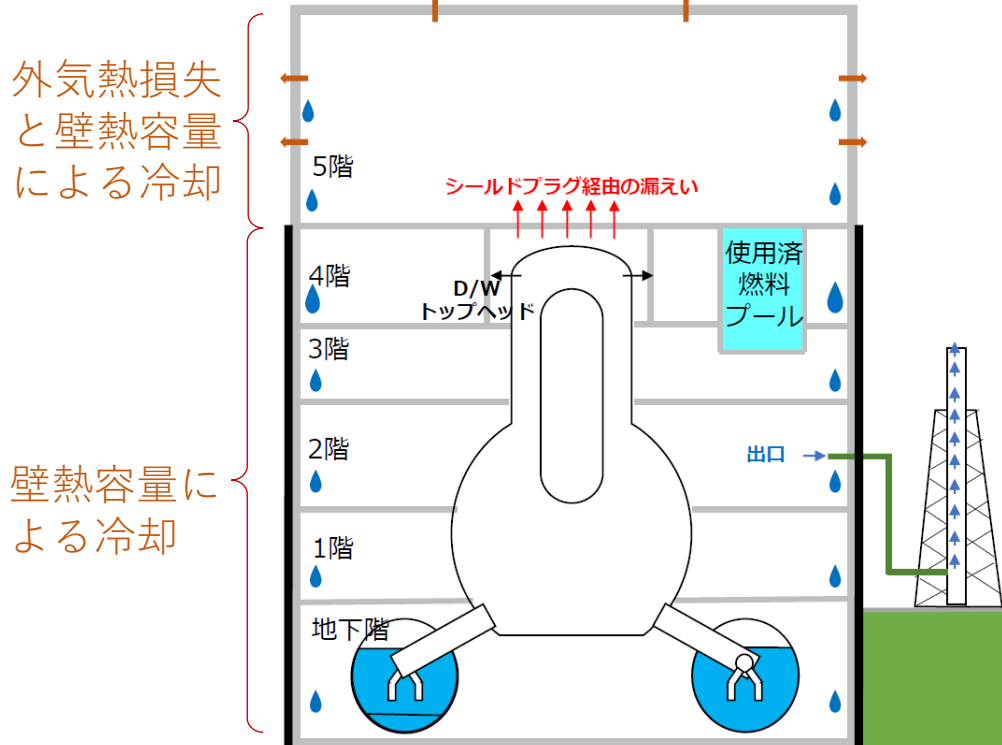 外気熱損失
と壁熱容量
による冷却
5階
シールドプラグ経由の漏えい
4階
D/W
トップヘッド
使用済
燃料
プール
3階
2階
出口
壁熱容量に
よる冷却
1階
地下階